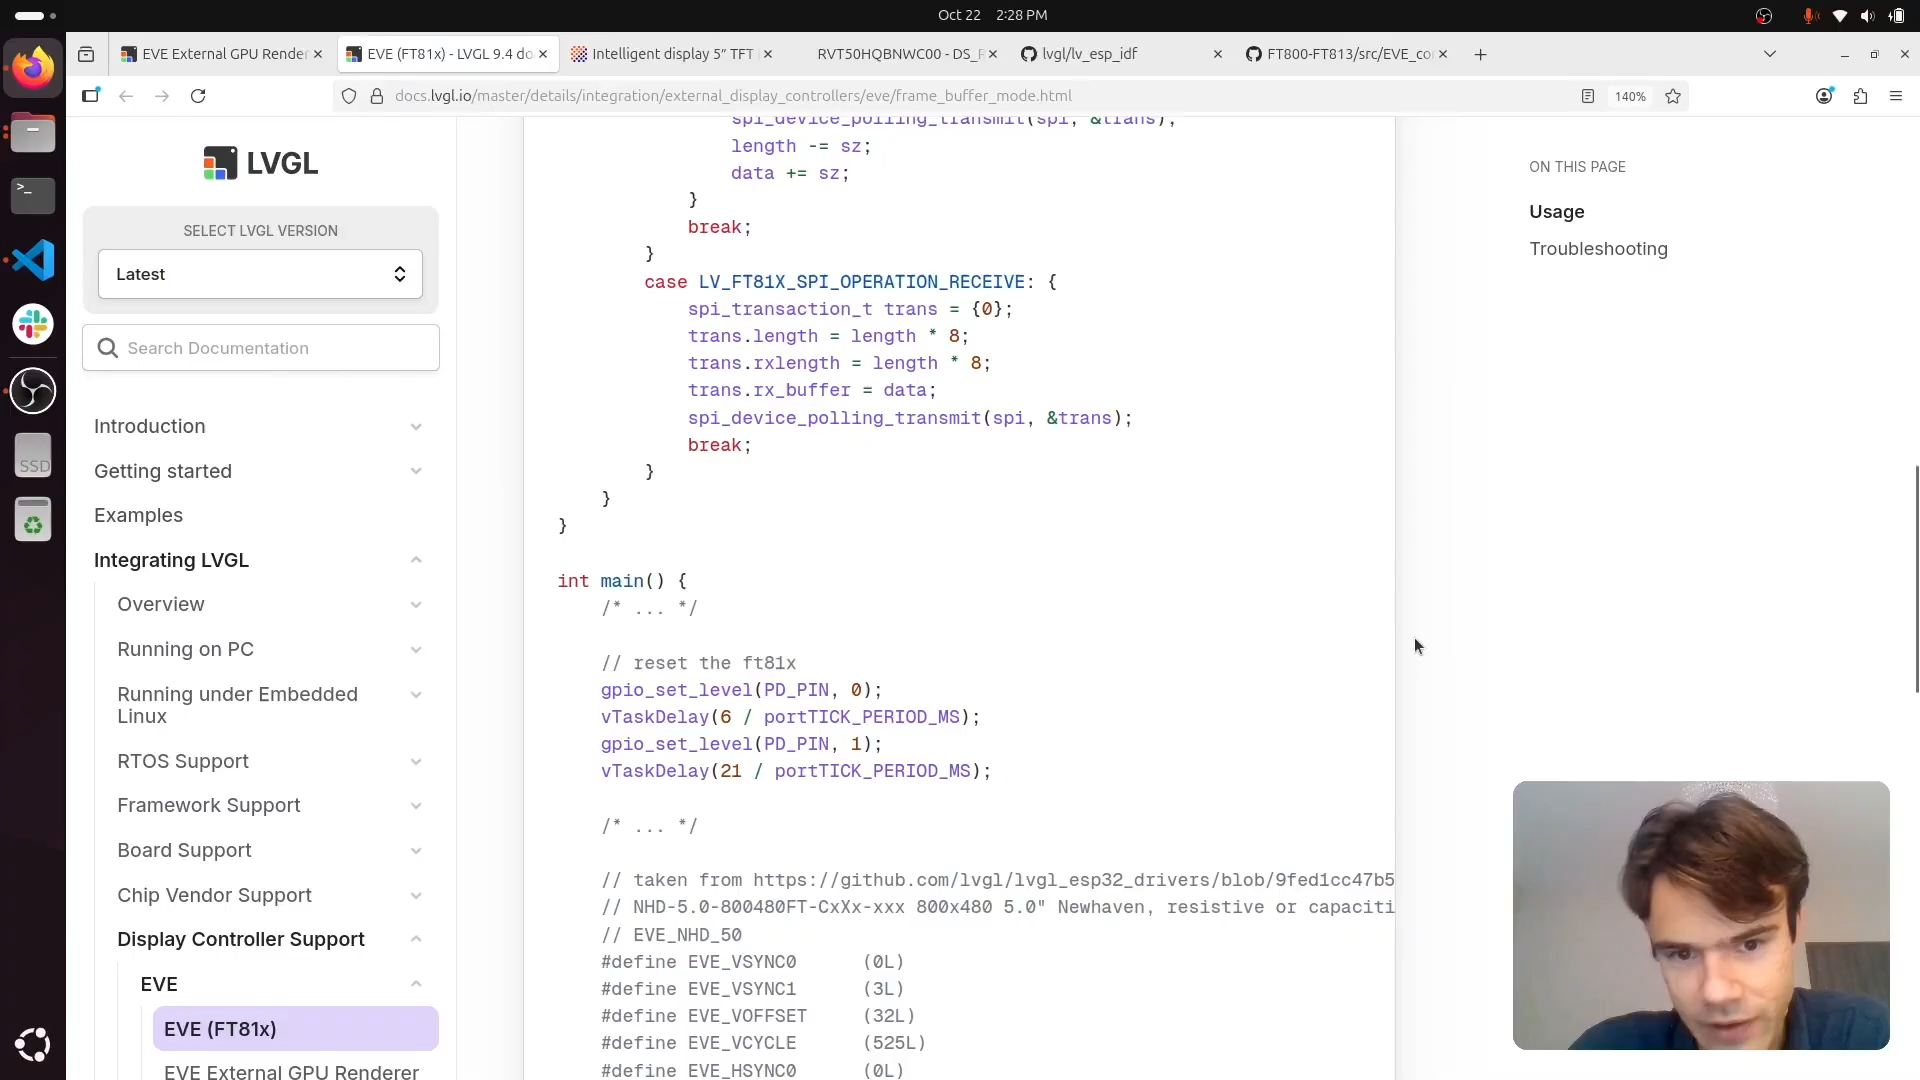 Oct 22 2:28 PM
EVE External GPU Render
EVE (FT81x) - LVGL 9.4 do
Intelligent display 5” TFT
RVT50HQBNWC00 - DS_R
lvgl/lv_esp_idf
FT800-FT813/src/EVE_co
docs.lvgl.io/master/details/integration/external_display_controllers/eve/frame_buffer_mode.html
140%
LVGL
SELECT LVGL VERSION
Latest
Search Documentation
Introduction
Getting started
Examples
Integrating LVGL
Overview
Running on PC
Running under Embedded
Linux
RTOS Support
Framework Support
Board Support
Chip Vendor Support
Display Controller Support
EVE
EVE (FT81x)
EVE External GPU Renderer
SSD
spi_device_polling_transmit(spi, &trans);
length -= sz;
data += sz;
}
break;
}
case LV_FT81X_SPI_OPERATION_RECEIVE: {
spi_transaction_t trans = {0};
trans.length = length * 8;
trans.rxlength = length * 8;
trans.rx_buffer = data;
spi_device_polling_transmit(spi, &trans);
break;
}
}
}
int main() {
/* ... */
// reset the ft81x
gpio_set_level(PD_PIN, 0);
vTaskDelay(6 / portTICK_PERIOD_MS);
gpio_set_level(PD_PIN, 1);
vTaskDelay(21 / portTICK_PERIOD_MS);
/* ... */
// taken from https://github.com/lvgl/lvgl_esp32_drivers/blob/9fed1cc47b5
// NHD-5.0-800480FT-CxXx-xxx 800x480 5.0" Newhaven, resistive or capaciti
// EVE_NHD_50
#define EVE_VSYNC0 (0L)
#define EVE_VSYNC1 (3L)
#define EVE_VOFFSET (32L)
#define EVE_VCYCLE (525L)
#define EVE_HSYNC0 (0L)
ON THIS PAGE
Usage
Troubleshooting